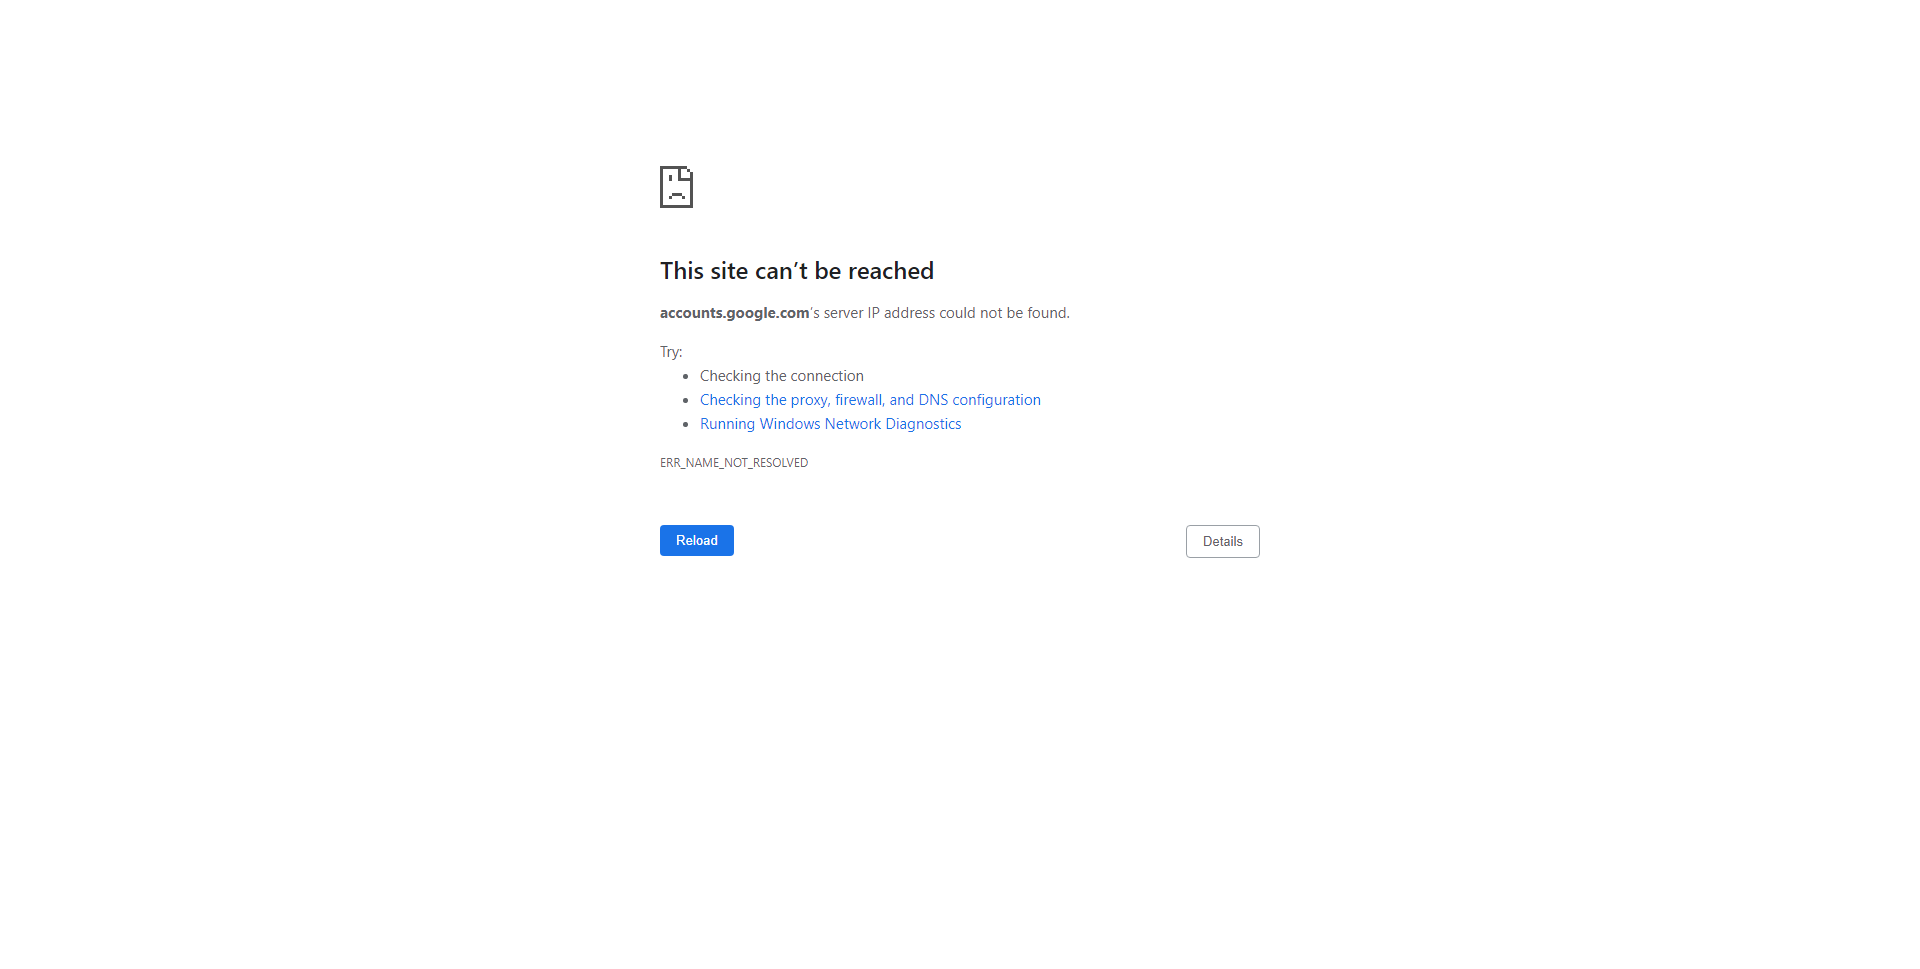 This site can’t be reached
accounts.google.com’s server IP address could not be found.
Try:
Checking the connection
Checking the proxy, firewall, and DNS configuration
Running Windows Network Diagnostics
ERR_NAME_NOT_RESOLVED
Reload
Details